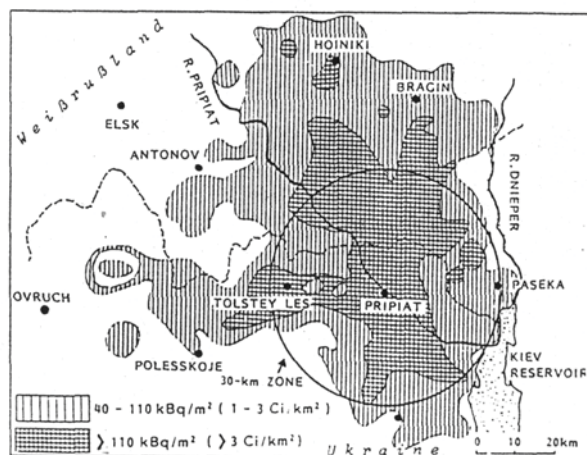 Weißrußland
HOINIKI
R. PRIPIAT
BRAGIN
ELSK
ANTONOV
R. DNIEPER
OVRUCH
TOLSTEY LES
PRIPIAT
PASEKA
POLESSKOJE
30-km ZONE
KIEV
RESERVOIR
40 - 110 kBq/m² ( 1 - 3 Ci/km²)
> 110 kBq/m² ( > 3 Ci/km²)
Ukraine
0 10 20km